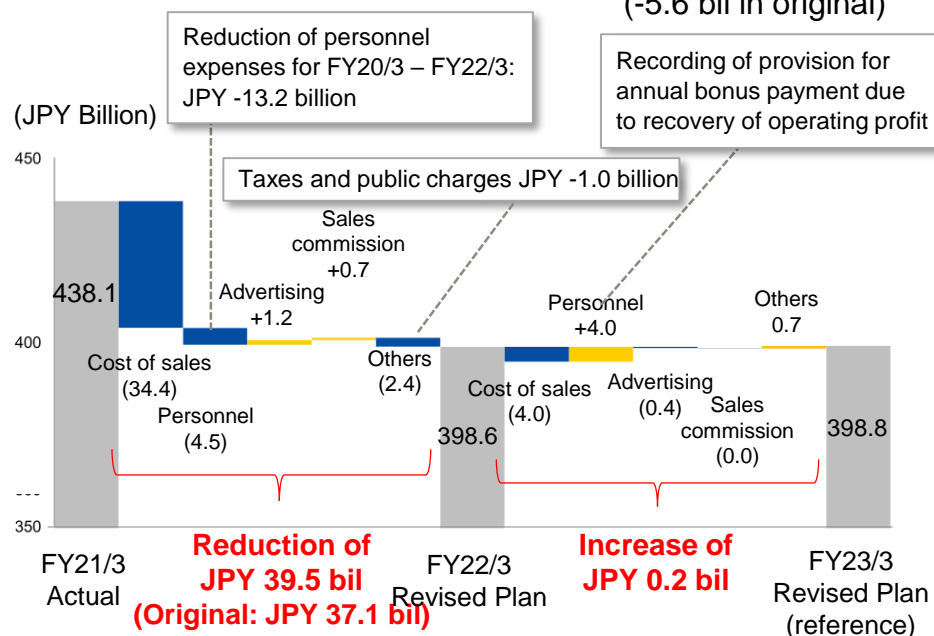 (-5.6 bil in original)
Reduction of personnel
expenses for FY20/3 – FY22/3:
JPY -13.2 billion
Recording of provision for
annual bonus payment due
to recovery of operating profit
(JPY Billion)
Taxes and public charges JPY -1.0 billion
450
400
350
438.1
Cost of sales
(34.4)
Personnel
(4.5)
Advertising
+1.2
Sales
commission
+0.7
Others
(2.4)
398.6
Cost of sales
(4.0)
Personnel
+4.0
Advertising
(0.4)
Sales
commission
(0.0)
Others
0.7
398.8
FY21/3
Actual
Reduction of
JPY 39.5 bil
(Original: JPY 37.1 bil)
FY22/3
Revised Plan
Increase of
JPY 0.2 bil
FY23/3
Revised Plan
(reference)